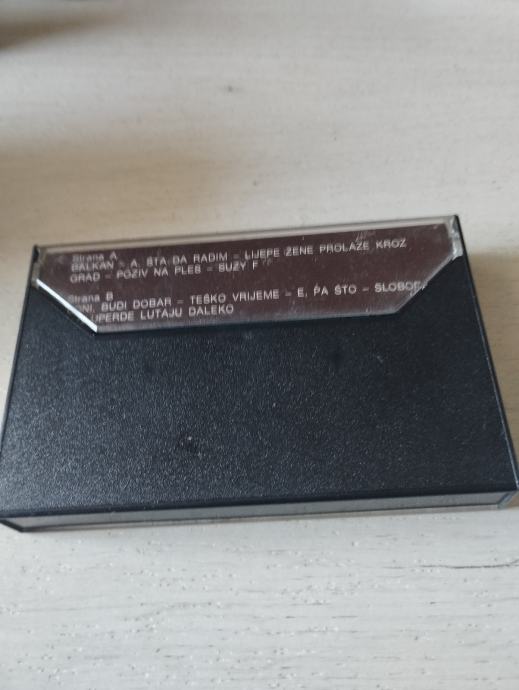 Strana A
BALKAN – A, ŠTA DA RADIM – LIJEPE ŽENE PROLAZE KROZ
GRAD – POZIV NA PLES – SUZY F
Strana B
BUDI DOBAR – TEŠKO VRIJEME – E, PA ŠTO –
LUTAJU DALEKO